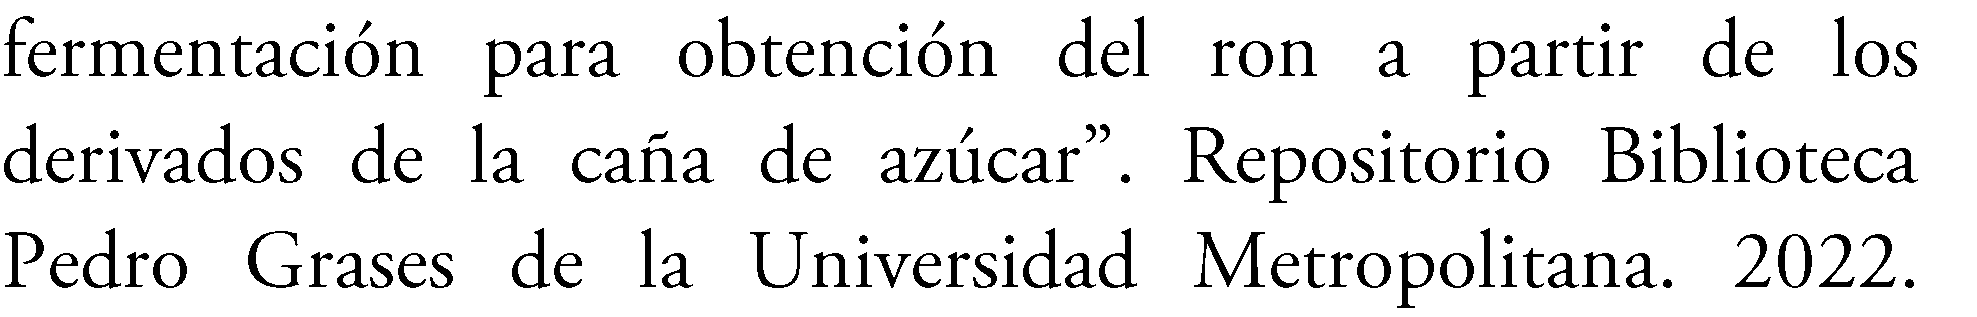 fermentación para obtención del ron a partir de los
derivados de la caña de azúcar”. Repositorio Biblioteca
Pedro Grases de la Universidad Metropolitana. 2022.